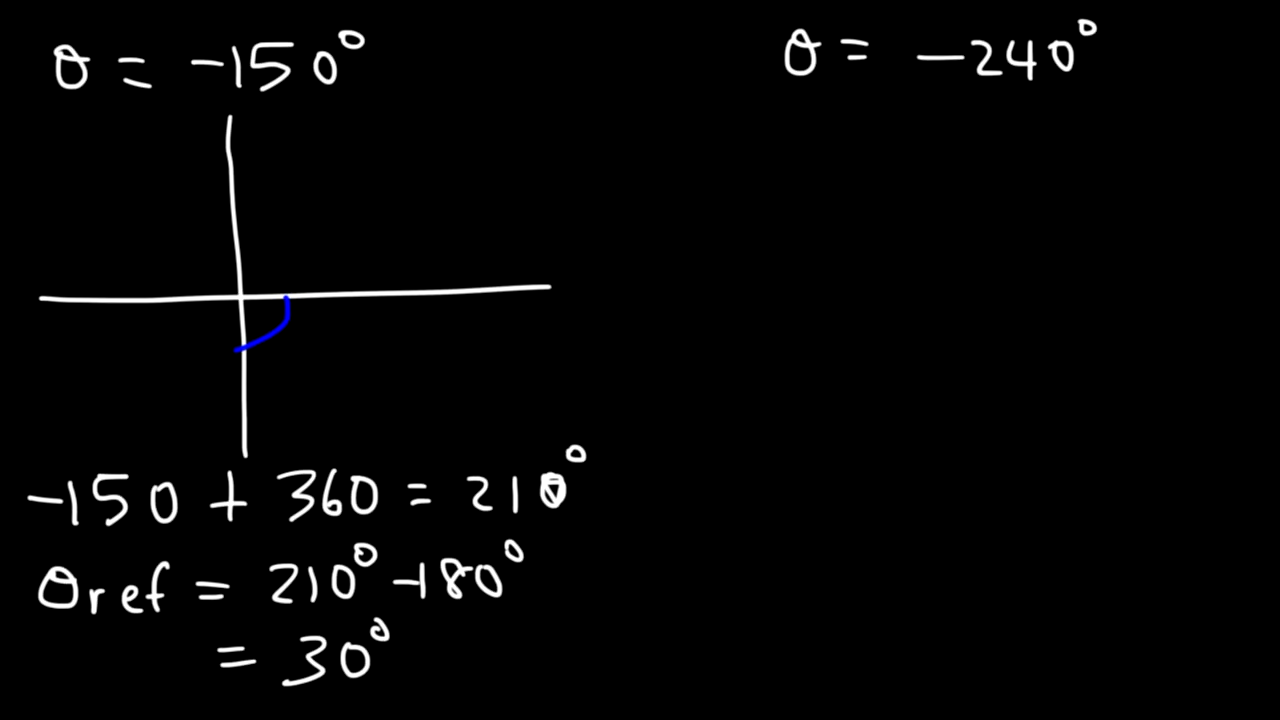 θ = -150°
θ = -240°
-150 + 360 = 210°
θref = 210° - 180°
= 30°